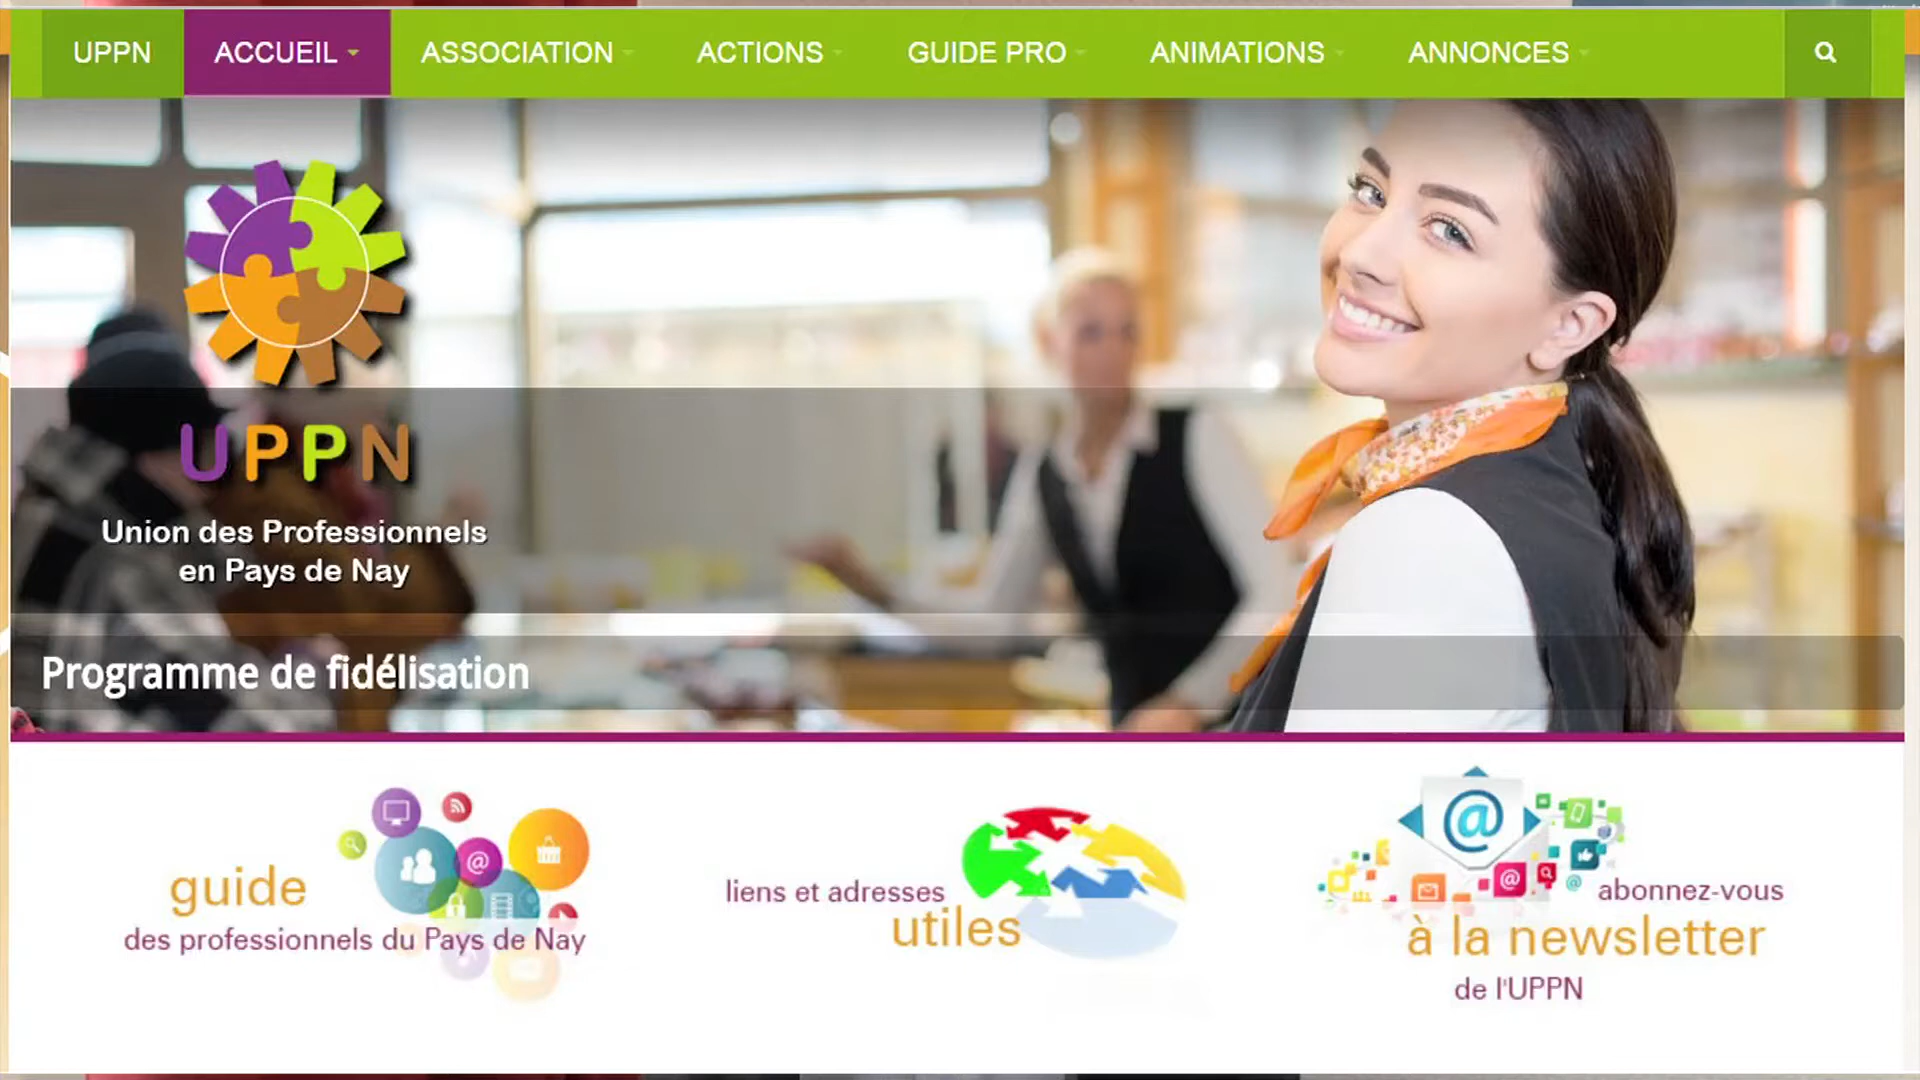 UPPN ACCUEIL ASSOCIATION ACTIONS GUIDE PRO ANIMATIONS ANNONCES
UPPN
Union des Professionnels
en Pays de Nay
Programme de fidélisation
guide
des professionnels du Pays de Nay
liens et adresses
utiles
abonnez-vous
à la newsletter
de l'UPPN